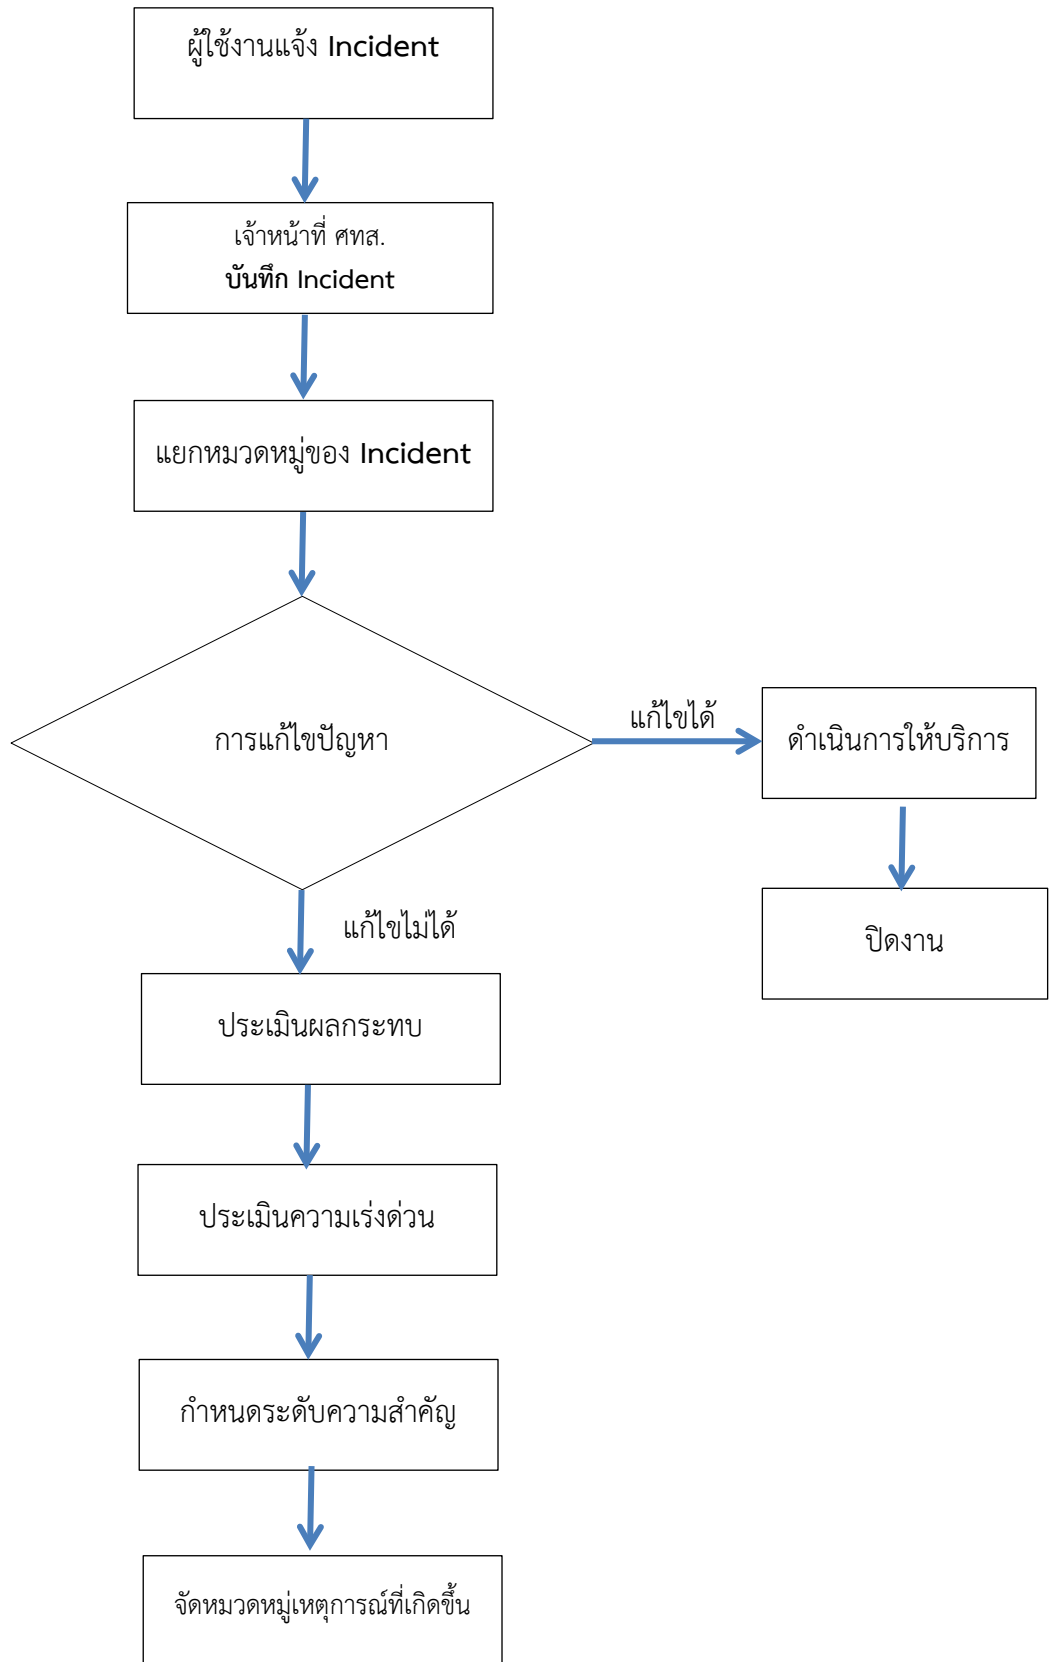 ผู้ใช้งานแจ้ง Incident
เจ้าหน้าที่ ศทส.
บันทึก Incident
แยกหมวดหมู่ของ Incident
การแก้ไขปัญหา
แก้ไขได้
ดำเนินการให้บริการ
ปิดงาน
แก้ไขไม่ได้
ประเมินผลกระทบ
ประเมินความเร่งด่วน
กำหนดระดับความสำคัญ
จัดหมวดหมู่เหตุการณ์ที่เกิดขึ้น